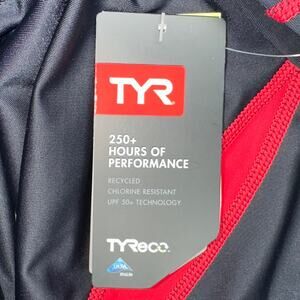 TYR
250+
HOURS OF
PERFORMANCE
RECYCLED
CHLORINE RESISTANT
UPF 50+ TECHNOLOGY
TYReco